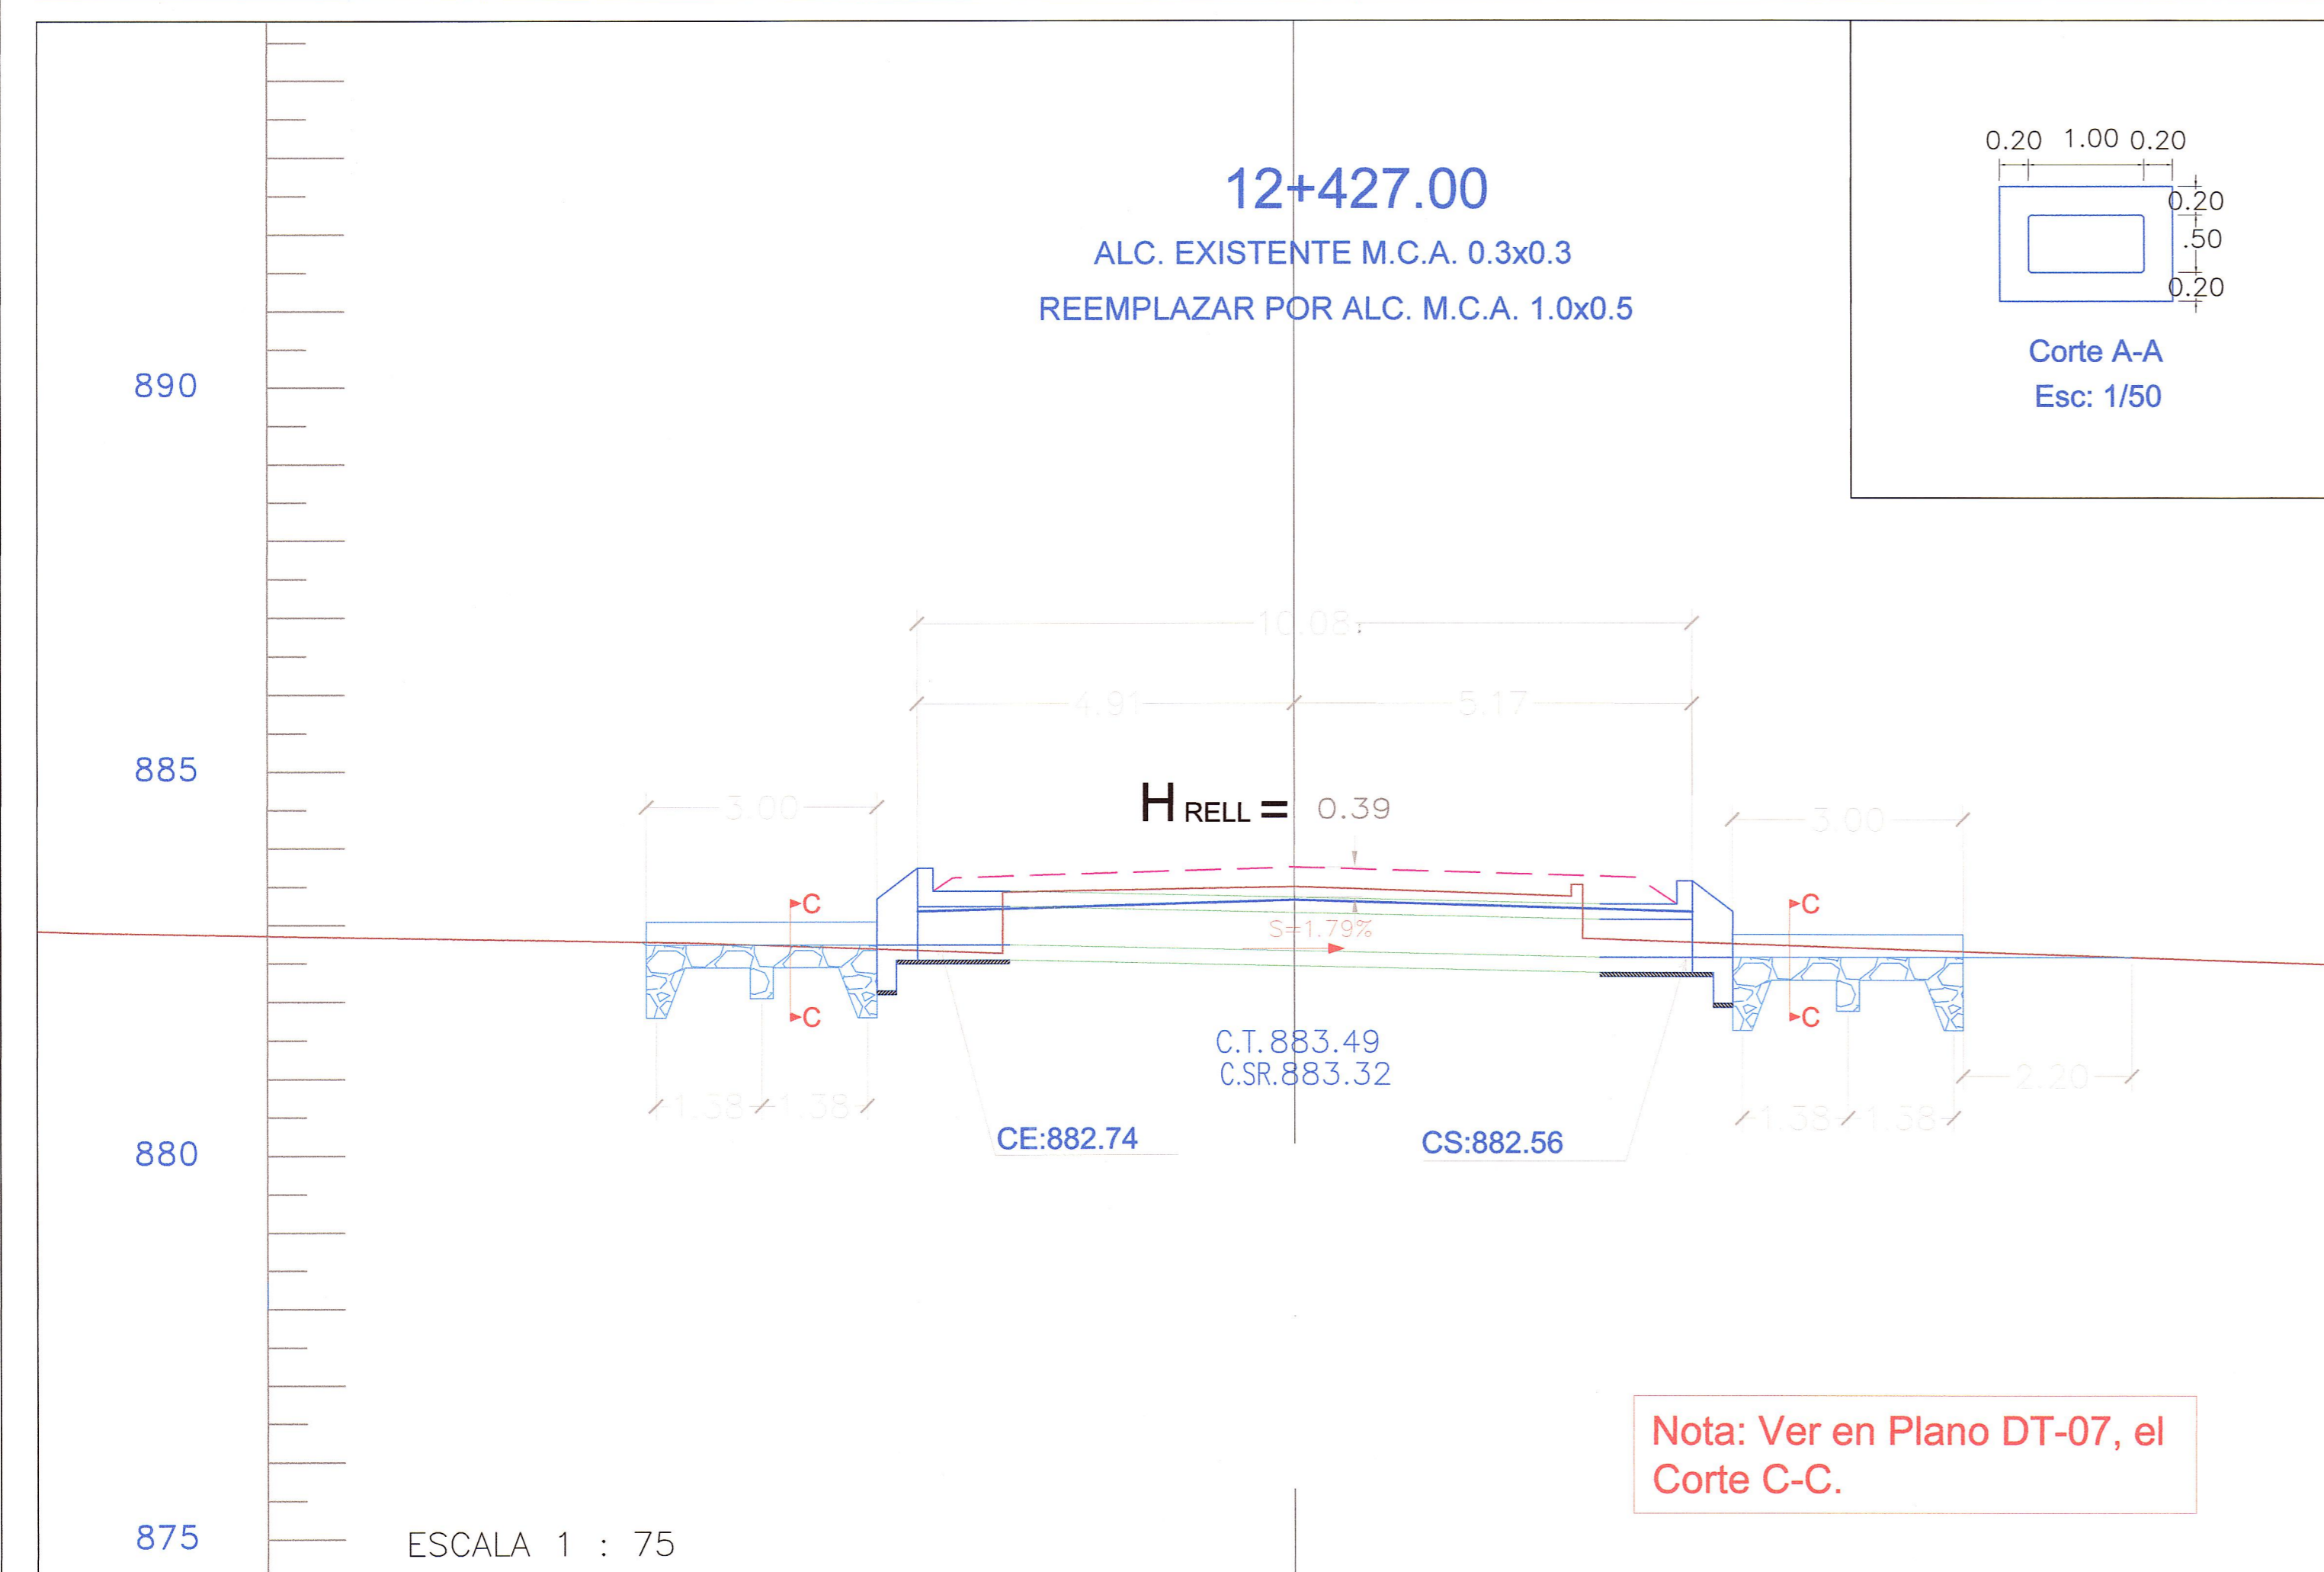 12+427.00
ALC. EXISTENTE M.C.A. 0.3x0.3
REEMPLAZAR POR ALC. M.C.A. 1.0x0.5
0.20 1.00 0.20
0.20
.50
0.20
Corte A-A
Esc: 1/50
890
885
880
875
10.08
4.91
5.17
3.00
H RELL = 0.39
3.00
C
C
S=1.79%
C
C
C.T. 883.49
C.SR.883.32
1.38
1.38
2.20
1.38
1.38
CE:882.74
CS:882.56
Nota: Ver en Plano DT-07, el
Corte C-C.
ESCALA 1 : 75